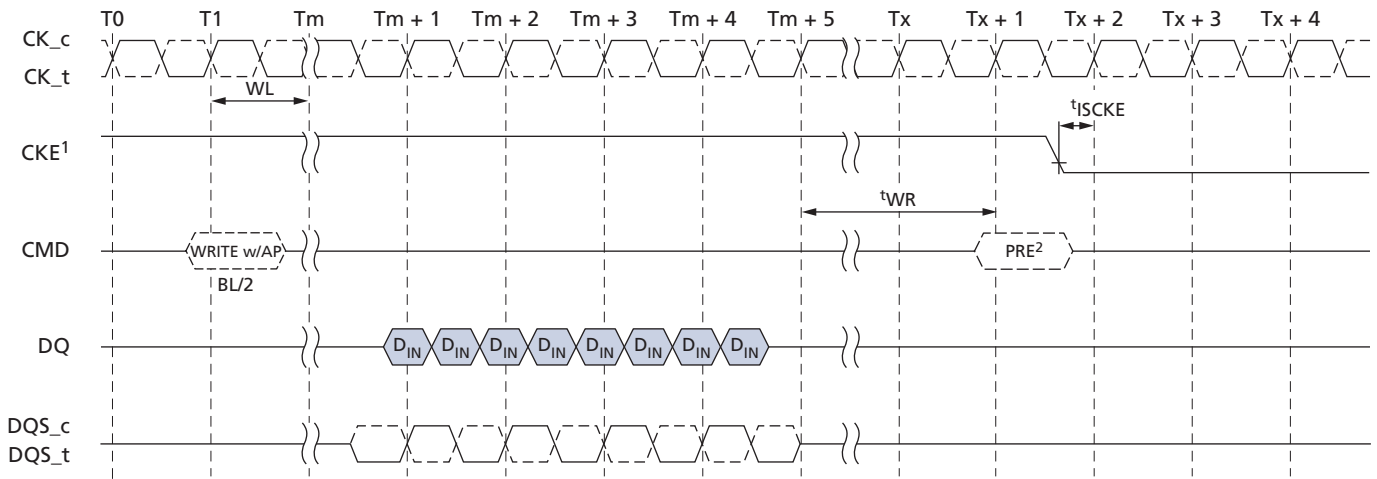 T0 T1 Tm Tm + 1 Tm + 2 Tm + 3 Tm + 4 Tm + 5 Tx Tx + 1 Tx + 2 Tx + 3 Tx + 4
CK_c
CK_t
WL
tISCKE
CKE1
tWR
CMD WRITE w/AP PRE2
BL/2
DQ DIN DIN DIN DIN DIN DIN DIN DIN
DQS_c
DQS_t